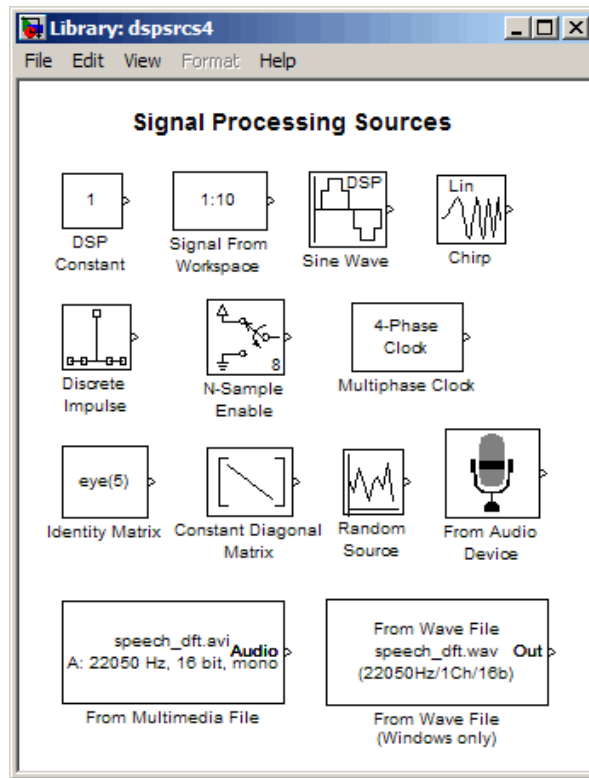 Library: dspsrcs4
File Edit View Format Help
Signal Processing Sources
1
DSP
Constant
1:10
Signal From
Workspace
DSP
Sine Wave
Lin
Chirp
Discrete
Impulse
8
N-Sample
Enable
4-Phase
Clock
Multiphase Clock
eye(5)
Identity Matrix
Constant Diagonal
Matrix
Random
Source
From Audio
Device
speech_dft.avi
Audio
A: 22050 Hz, 16 bit, mono
From Multimedia File
From Wave File
speech_dft.wav
Out
(22050Hz/1Ch/16b)
From Wave File
(Windows only)